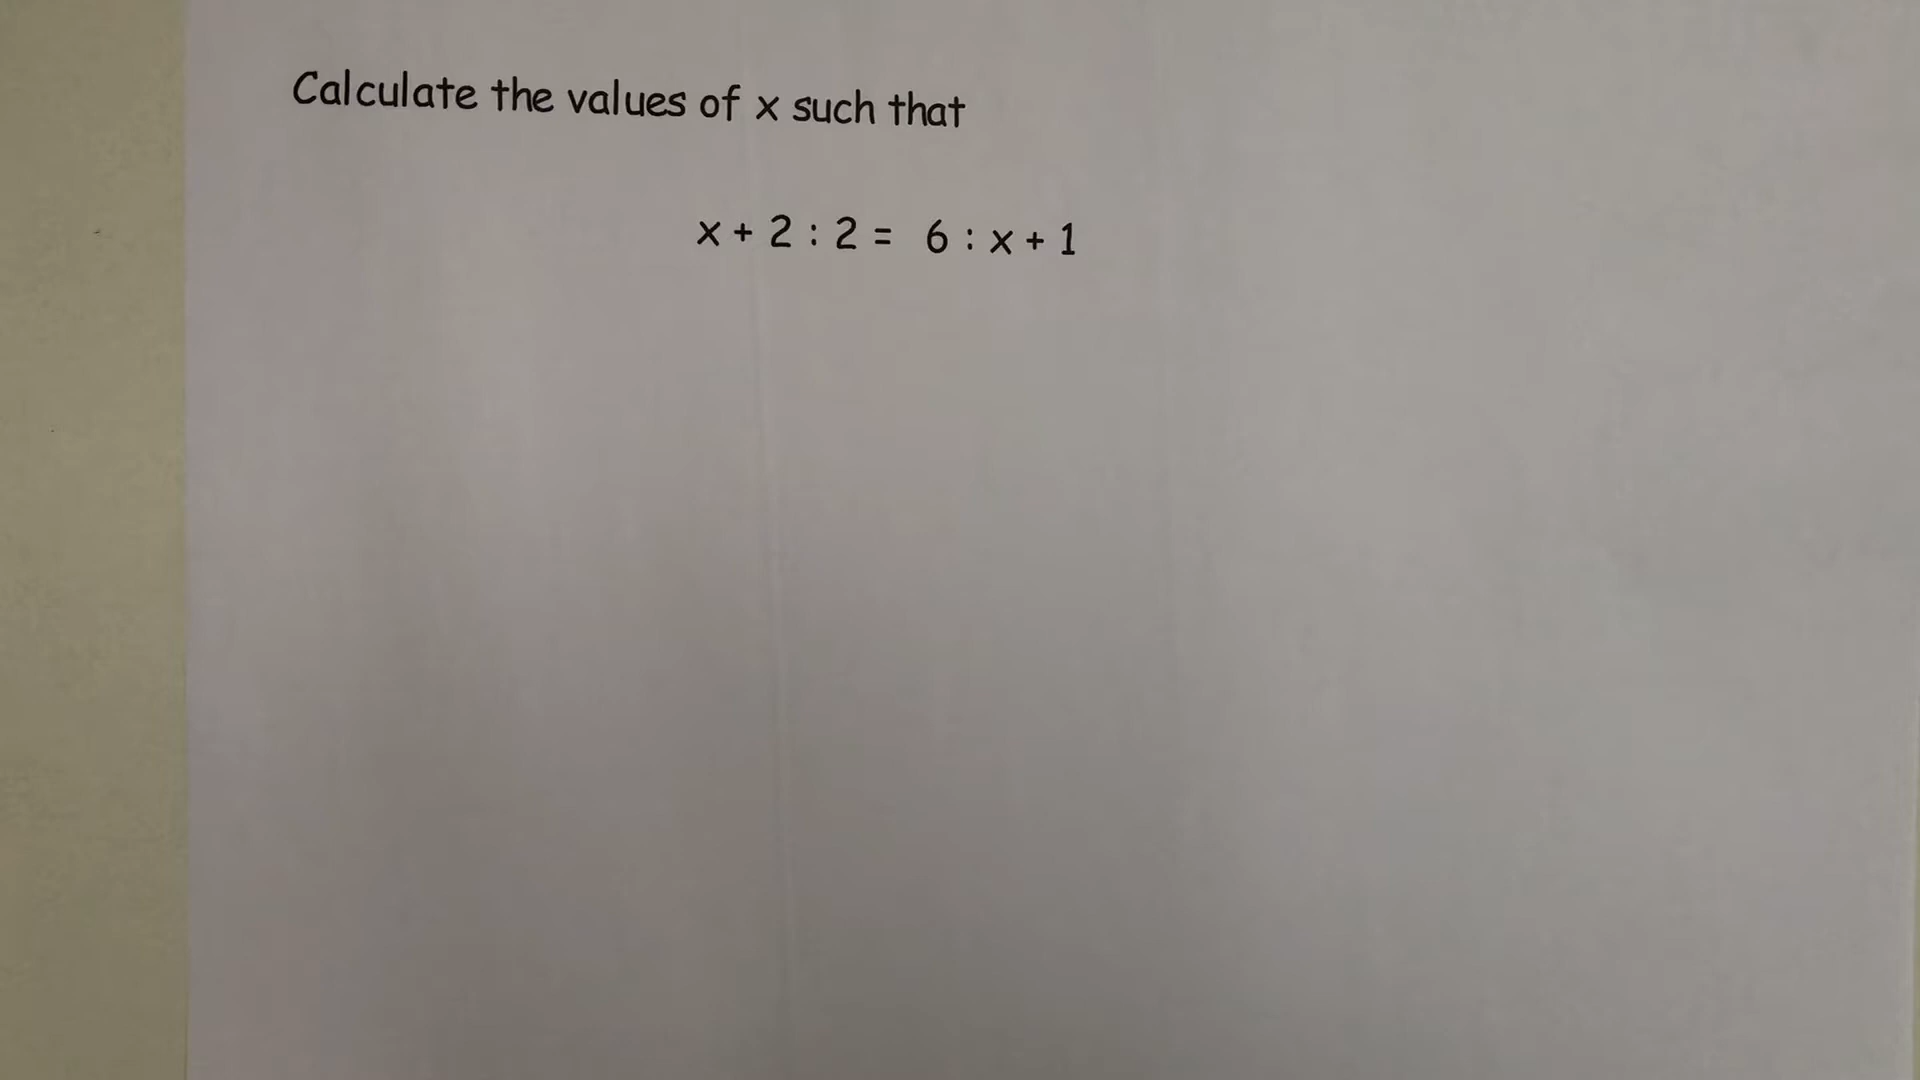 Calculate the values of x such that
x + 2 : 2 = 6 : x + 1